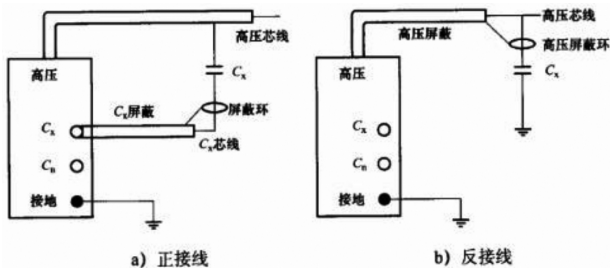 高压芯线
高压
Cx
Cx屏蔽
屏蔽环
Cx
Cx芯线
Cn
接地
a) 正接线
高压芯线
高压屏蔽
高压屏蔽环
高压
Cx
Cx
Cn
接地
b) 反接线